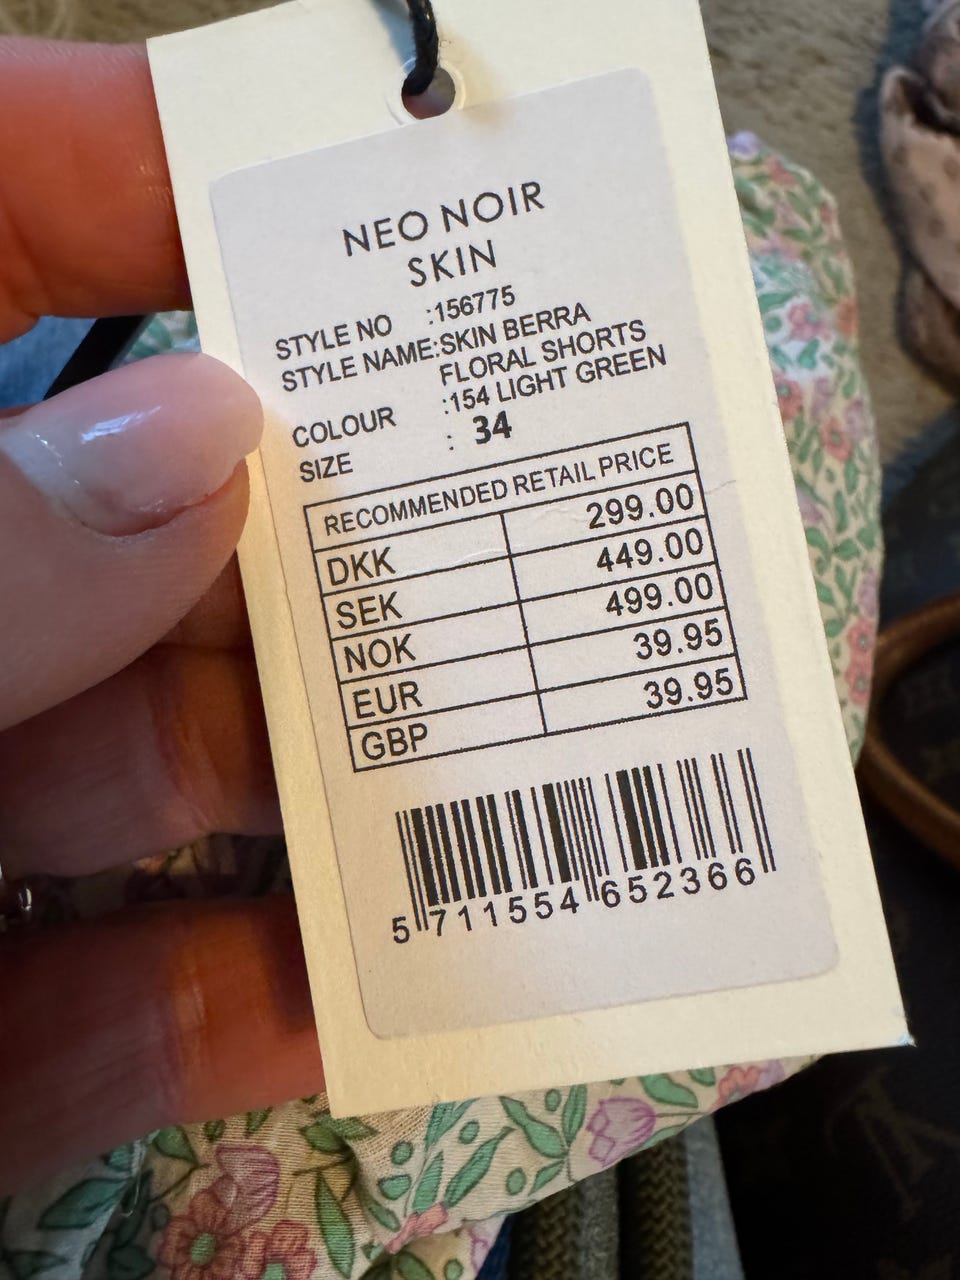 NEO NOIR
SKIN
STYLE NO :156775
STYLE NAME:SKIN BERRA
FLORAL SHORTS
COLOUR :154 LIGHT GREEN
SIZE : 34
RECOMMENDED RETAIL PRICE
DKK 299.00
SEK 449.00
NOK 499.00
EUR 39.95
GBP 39.95
5 711554 652366